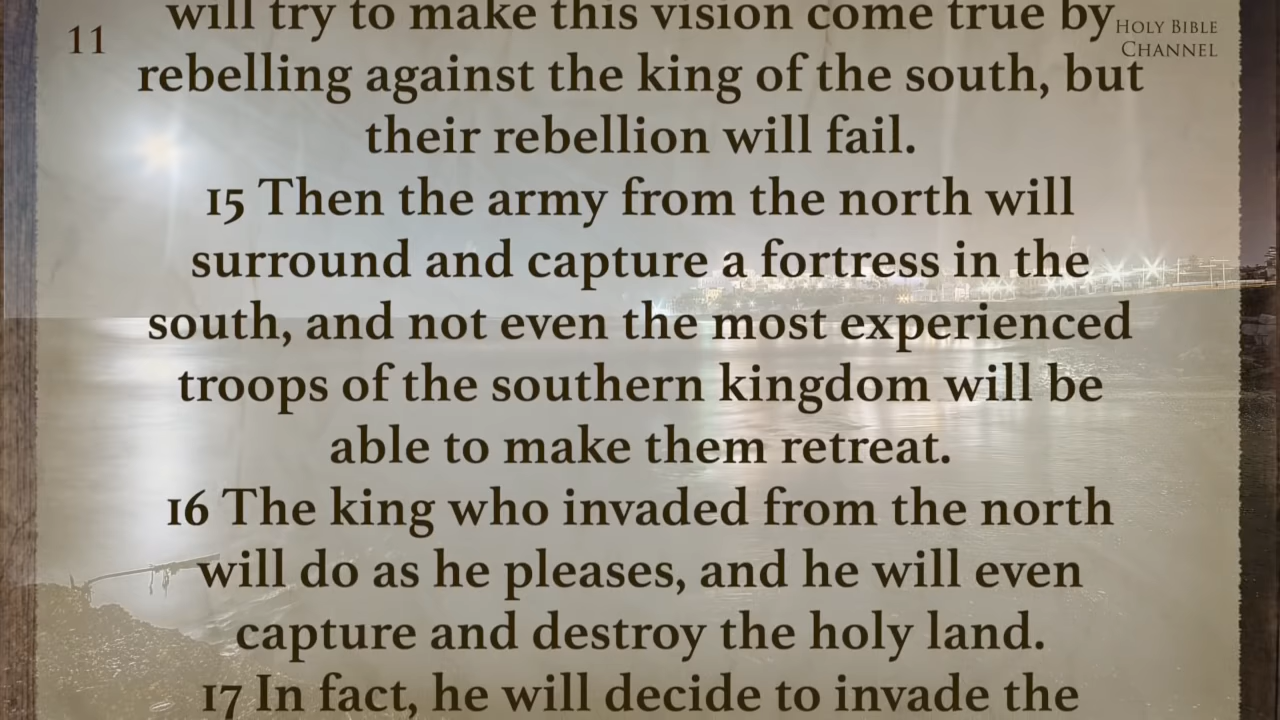 11
HOLY BIBLE
CHANNEL
will try to make this vision come true by
rebelling against the king of the south, but
their rebellion will fail.
15 Then the army from the north will
surround and capture a fortress in the
south, and not even the most experienced
troops of the southern kingdom will be
able to make them retreat.
16 The king who invaded from the north
will do as he pleases, and he will even
capture and destroy the holy land.
17 In fact, he will decide to invade the